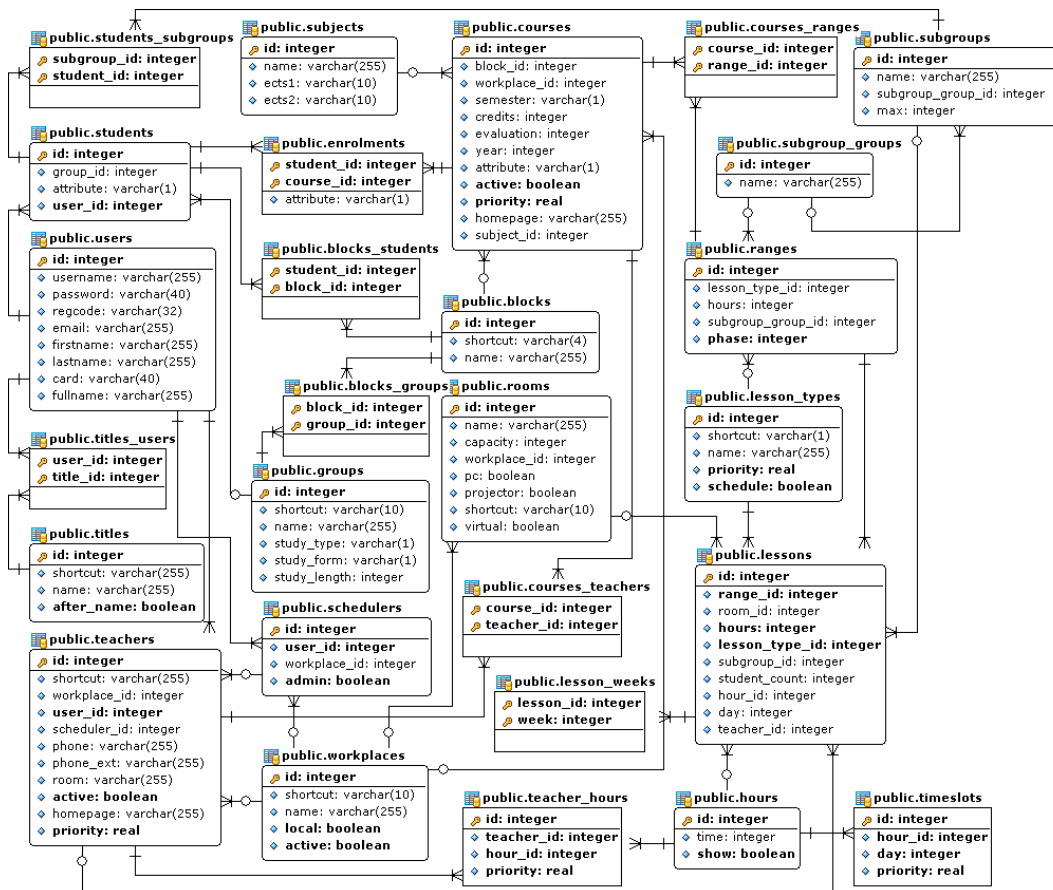 public.students_subgroups
subgroup_id: integer
student_id: integer
public.subjects
id: integer
name: varchar(255)
ects1: varchar(10)
ects2: varchar(10)
public.courses
id: integer
block_id: integer
workplace_id: integer
semester: varchar(1)
credits: integer
evaluation: integer
year: integer
attribute: varchar(1)
active: boolean
priority: real
homepage: varchar(255)
subject_id: integer
public.courses_ranges
course_id: integer
range_id: integer
public.subgroups
id: integer
name: varchar(255)
subgroup_group_id: integer
max: integer
public.students
id: integer
group_id: integer
attribute: varchar(1)
user_id: integer
public.enrolments
student_id: integer
course_id: integer
attribute: varchar(1)
public.subgroup_groups
id: integer
name: varchar(255)
public.users
id: integer
username: varchar(255)
password: varchar(40)
regcode: varchar(32)
email: varchar(255)
firstname: varchar(255)
lastname: varchar(255)
card: varchar(40)
fullname: varchar(255)
public.blocks_students
student_id: integer
block_id: integer
public.blocks
id: integer
shortcut: varchar(4)
name: varchar(255)
public.ranges
id: integer
lesson_type_id: integer
hours: integer
subgroup_group_id: integer
phase: integer
public.blocks_groups
block_id: integer
group_id: integer
public.rooms
id: integer
name: varchar(255)
capacity: integer
workplace_id: integer
pc: boolean
projector: boolean
shortcut: varchar(10)
virtual: boolean
public.lesson_types
id: integer
shortcut: varchar(1)
name: varchar(255)
priority: real
schedule: boolean
public.titles_users
user_id: integer
title_id: integer
public.groups
id: integer
shortcut: varchar(10)
name: varchar(255)
study_type: varchar(1)
study_form: varchar(1)
study_length: integer
public.titles
id: integer
shortcut: varchar(255)
name: varchar(255)
after_name: boolean
public.lessons
id: integer
range_id: integer
room_id: integer
hours: integer
lesson_type_id: integer
subgroup_id: integer
student_count: integer
hour_id: integer
day: integer
teacher_id: integer
public.courses_teachers
course_id: integer
teacher_id: integer
public.schedulers
id: integer
user_id: integer
workplace_id: integer
admin: boolean
public.teachers
id: integer
shortcut: varchar(255)
workplace_id: integer
user_id: integer
scheduler_id: integer
phone: varchar(255)
phone_ext: varchar(255)
room: varchar(255)
active: boolean
homepage: varchar(255)
priority: real
public.lesson_weeks
lesson_id: integer
week: integer
public.workplaces
id: integer
shortcut: varchar(10)
name: varchar(255)
local: boolean
active: boolean
public.teacher_hours
id: integer
teacher_id: integer
hour_id: integer
priority: real
public.hours
id: integer
time: integer
show: boolean
public.timeslots
id: integer
hour_id: integer
day: integer
priority: real